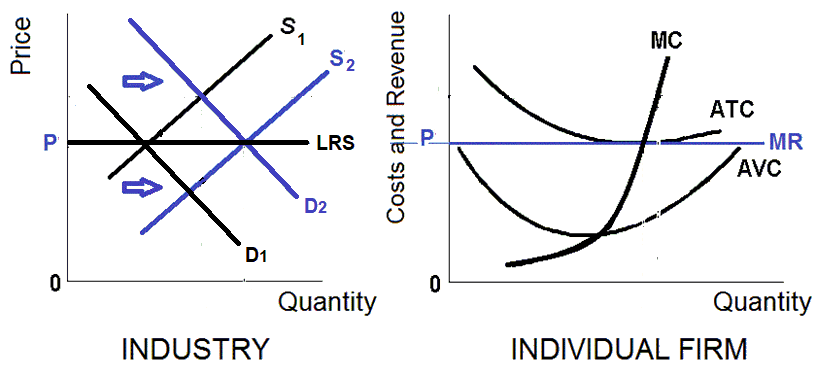 Price
S1
S2
P
LRS
D2
D1
0
Quantity
INDUSTRY
Costs and Revenue
MC
ATC
P
MR
AVC
0
Quantity
INDIVIDUAL FIRM